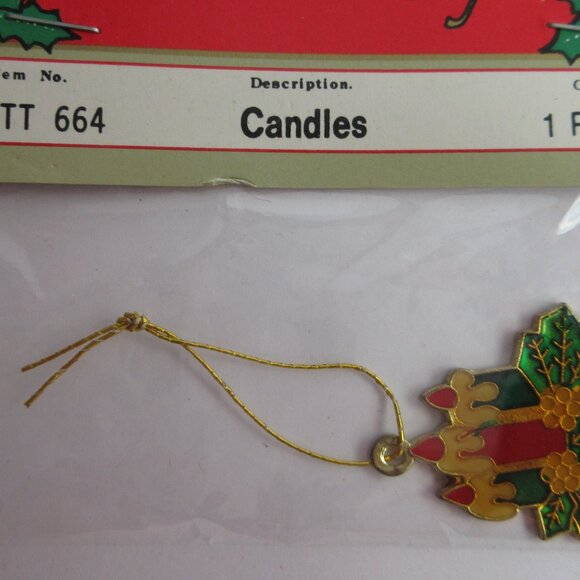 em No. Description. C
TT 664 Candles 1 P